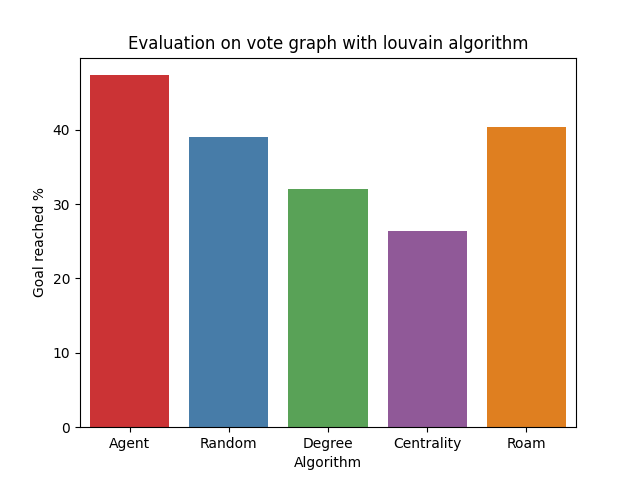 Evaluation on vote graph with louvain algorithm
Goal reached %
40
30
20
10
0
Agent Random Degree Centrality Roam
Algorithm